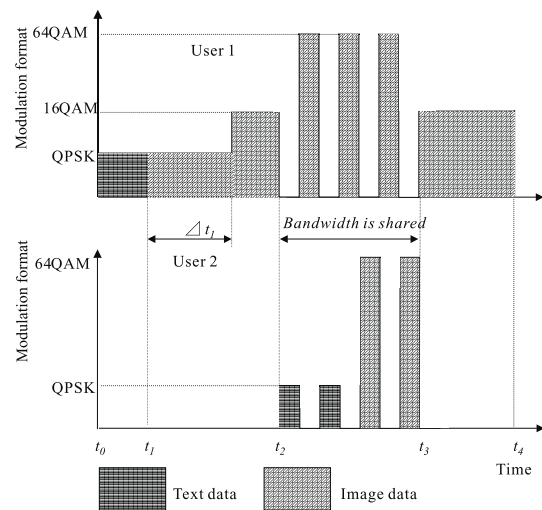 Modulation format
64QAM
User 1
16QAM
QPSK
⊿ t1
Bandwidth is shared
User 2
Modulation format
64QAM
QPSK
t0 t1 t2 t3 t4
Time
Text data
Image data